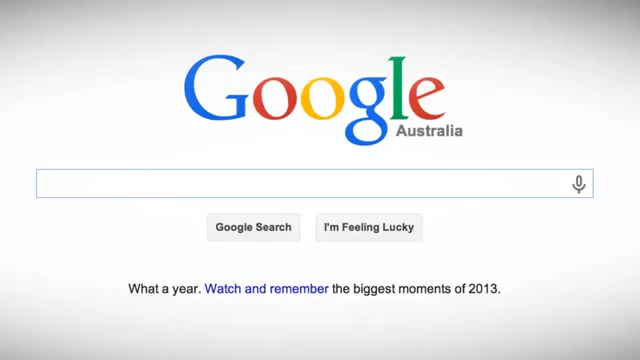 Google
Australia
Google Search
I'm Feeling Lucky
What a year. Watch and remember the biggest moments of 2013.